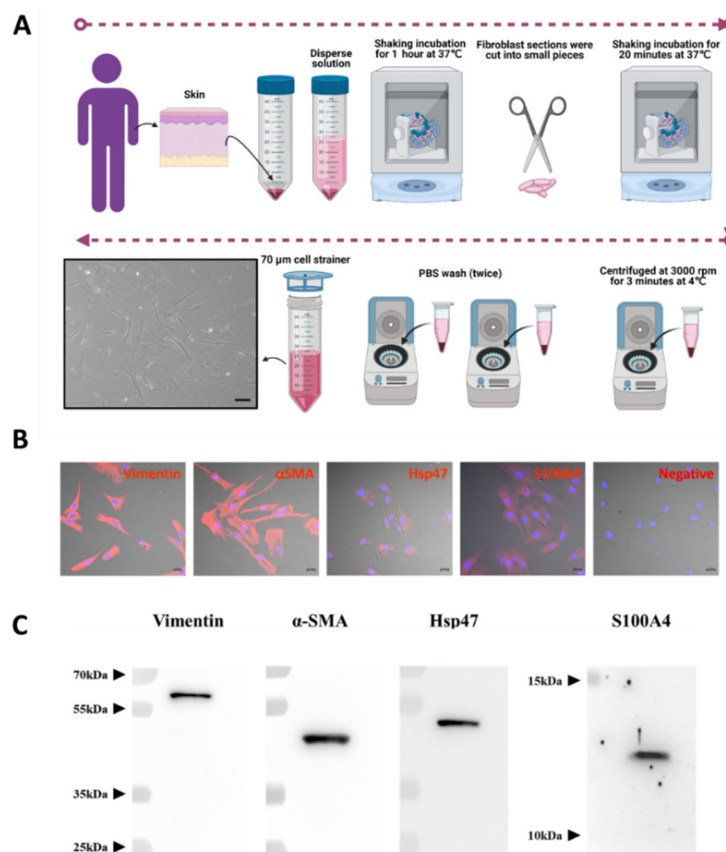 A
Skin
Disperse
solution
Shaking incubation
for 1 hour at 37℃
Fibroblast sections were
cut into small pieces
Shaking incubation for
20 minutes at 37℃
70 µm cell strainer
PBS wash (twice)
Centrifuged at 3000 rpm
for 3 minutes at 4℃
B
Vimentin
αSMA
Hsp47
S100A4
Negative
C
Vimentin
α-SMA
Hsp47
S100A4
70kDa
55kDa
35kDa
25kDa
15kDa
10kDa